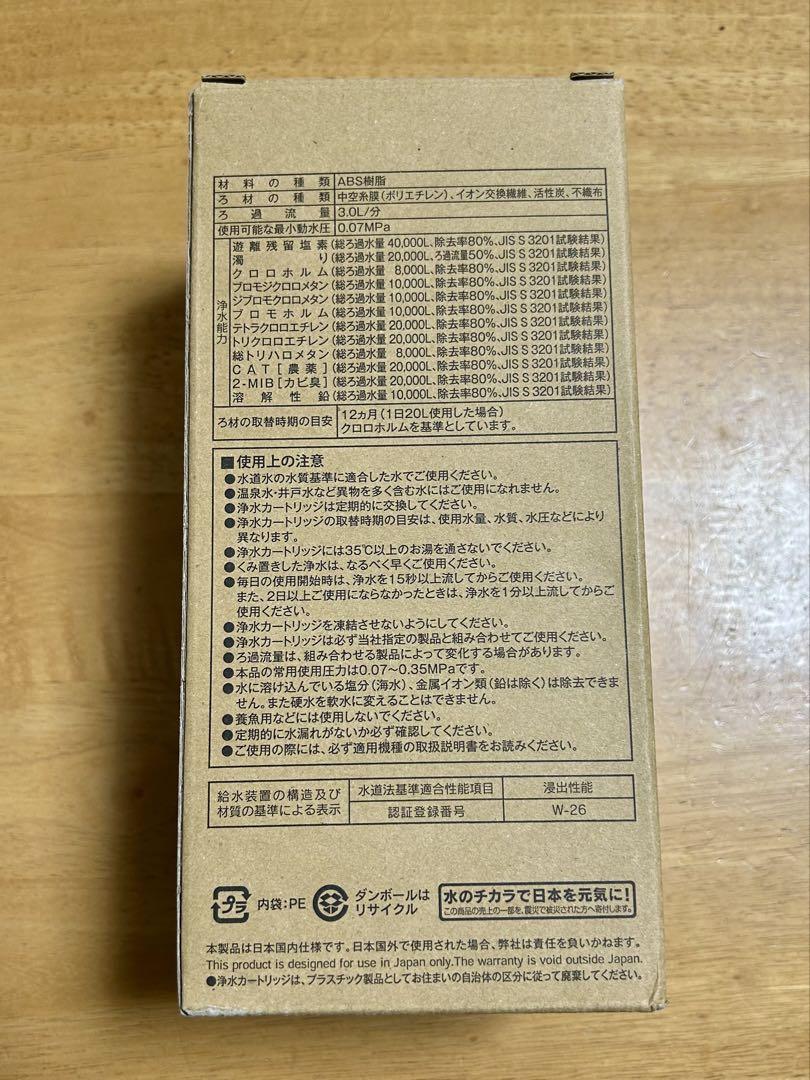 材料の種類 ABS樹脂
ろ材の種類 中空糸膜(ポリエチレン)、イオン交換繊維、活性炭、不織布
ろ過流量 3.0L/分
使用可能な最小動水圧 0.07MPa
浄水能力
遊離残留塩素(総ろ過水量 40,000L、除去率80%、JIS S 3201試験結果)
濁り(総ろ過水量 20,000L、ろ過流量50%、JIS S 3201試験結果)
クロロホルム(総ろ過水量 8,000L、除去率80%、JIS S 3201試験結果)
ブロモジクロロメタン(総ろ過水量 10,000L、除去率80%、JIS S 3201試験結果)
ジブロモクロロメタン(総ろ過水量 10,000L、除去率80%、JIS S 3201試験結果)
ブロモホルム(総ろ過水量 10,000L、除去率80%、JIS S 3201試験結果)
テトラクロロエチレン(総ろ過水量 20,000L、除去率80%、JIS S 3201試験結果)
トリクロロエチレン(総ろ過水量 20,000L、除去率80%、JIS S 3201試験結果)
総トリハロメタン(総ろ過水量 8,000L、除去率80%、JIS S 3201試験結果)
CAT[農薬](総ろ過水量 20,000L、除去率80%、JIS S 3201試験結果)
2-MIB[カビ臭](総ろ過水量 20,000L、除去率80%、JIS S 3201試験結果)
溶解性鉛(総ろ過水量 10,000L、除去率80%、JIS S 3201試験結果)
ろ材の取替時期の目安 12ヵ月(1日20L使用した場合)
クロロホルムを基準としています。
■使用上の注意
●水道水の水質基準に適合した水でご使用ください。
●温泉水・井戸水など異物を多く含む水にはご使用になれません。
●浄水カートリッジは定期的に交換してください。
●浄水カートリッジの取替時期の目安は、使用水量、水質、水圧などにより
異なります。
●浄水カートリッジには35℃以上のお湯を通さないでください。
●くみ置きした浄水は、なるべく早くご使用ください。
●毎日の使用開始時は、浄水を15秒以上流してからご使用ください。
また、2日以上ご使用にならなかったときは、浄水を1分以上流してからご
使用ください。
●浄水カートリッジを凍結させないようにしてください。
●浄水カートリッジは必ず当社指定の製品と組み合わせてご使用ください。
●ろ過流量は、組み合わせる製品によって変化する場合があります。
●本品の常用使用圧力は0.07~0.35MPaです。
●水に溶け込んでいる塩分(海水)、金属イオン類(鉛は除く)は除去できま
せん。また硬水を軟水に変えることはできません。
●養魚用などには使用しないでください。
●定期的に水漏れがないか必ず確認してください。
●ご使用の際には、必ず適用機種の取扱説明書をお読みください。
給水装置の構造及び
材質の基準による表示
水道法基準適合性能項目 浸出性能
認証登録番号 W-26
プラ 内袋:PE
ダンボールは
リサイクル
水のチカラで日本を元気に!
この商品の売上の一部を、震災で被災された方へ寄付します。
本製品は日本国内仕様です。日本国外で使用された場合、弊社は責任を負いかねます。
This product is designed for use in Japan only.The warranty is void outside Japan.
●浄水カートリッジは、プラスチック製品としてお住まいの自治体の区分に従って廃棄してください。